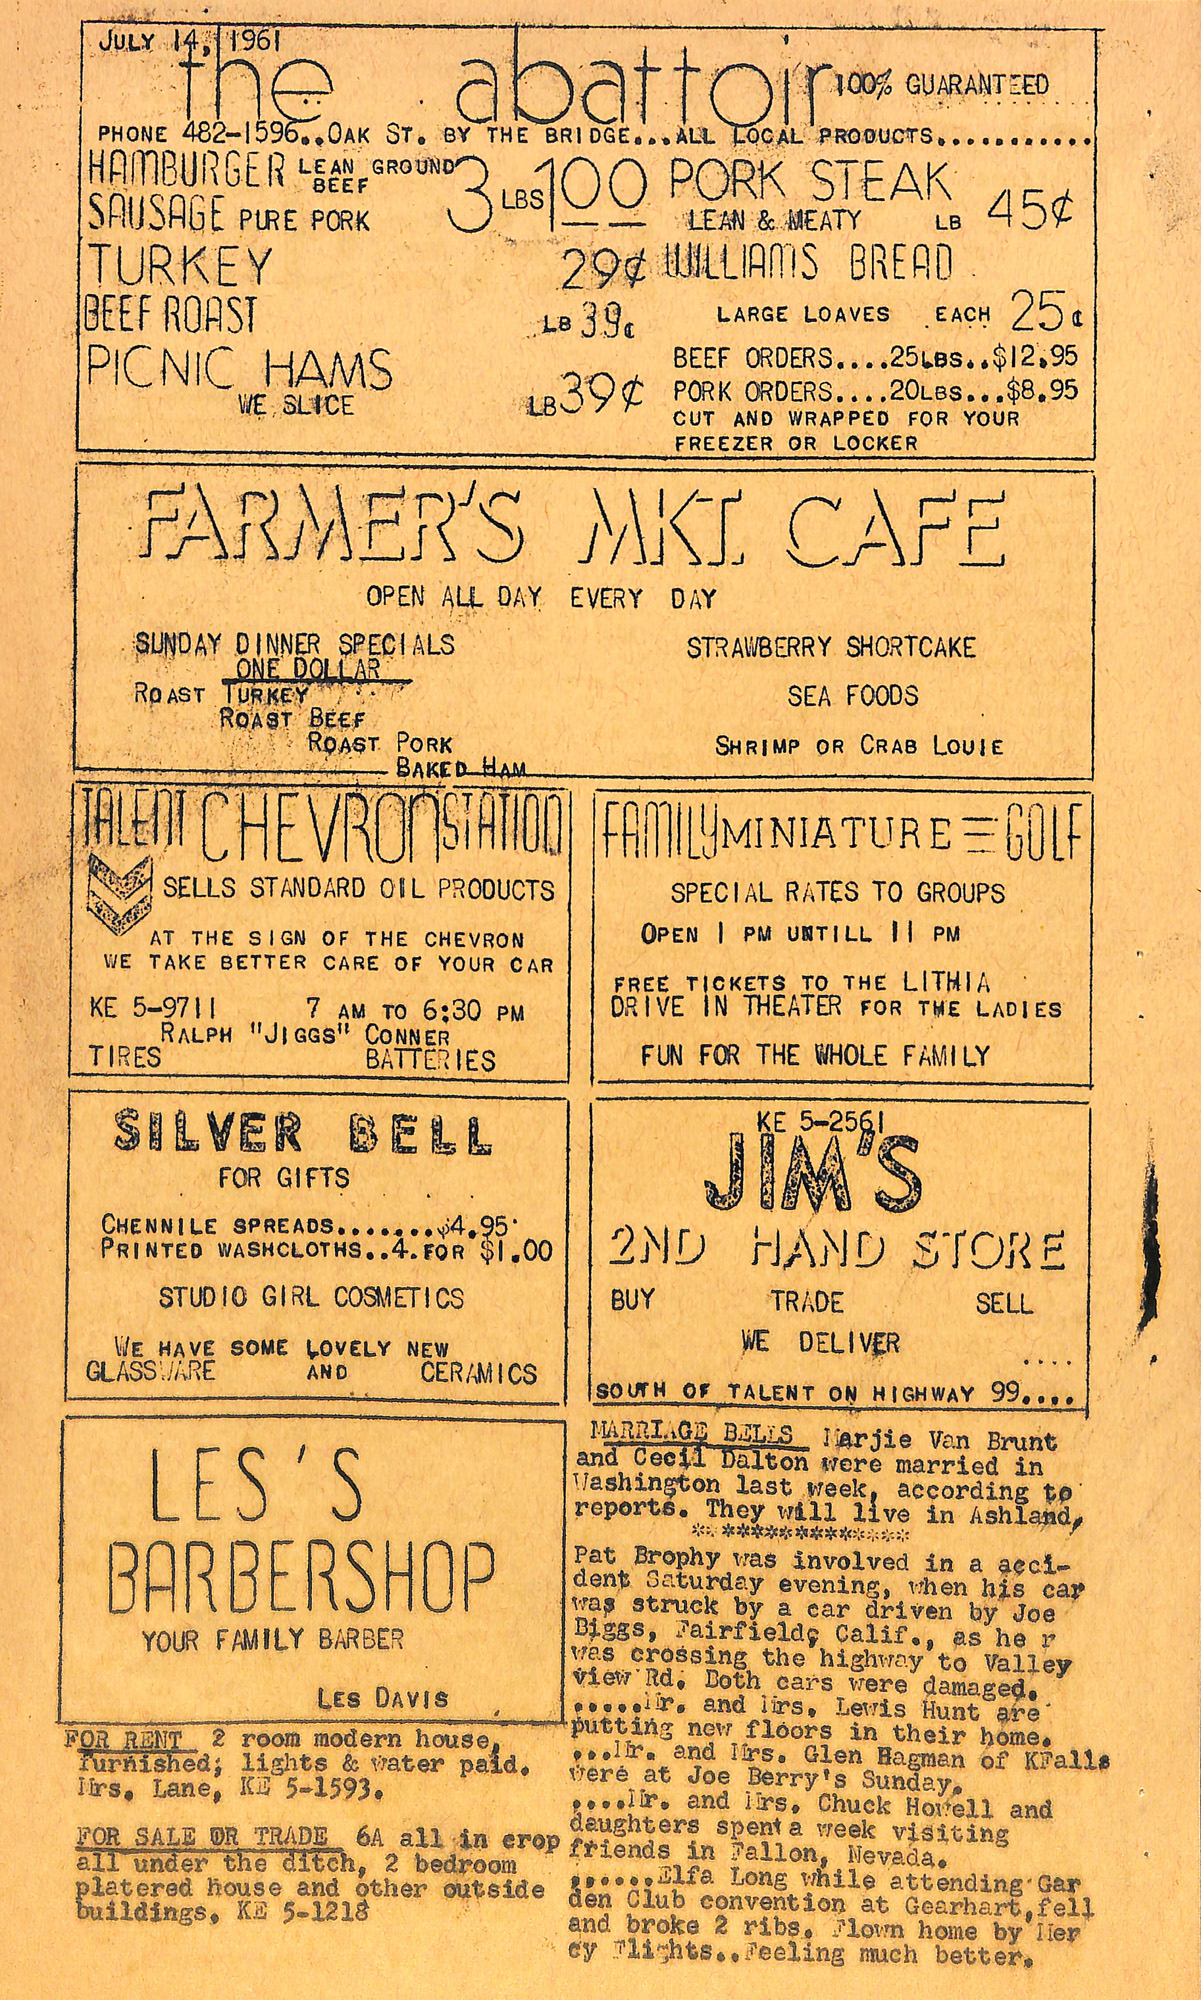 JULY 14, 1961
the abattoir 100% GUARANTEED
PHONE 482-1596..OAK ST. BY THE BRIDGE...ALL LOCAL PRODUCTS............
HAMBURGER LEAN GROUND BEEF
SAUSAGE PURE PORK
3 LBS 1 00
TURKEY 29¢
BEEF ROAST LB 39¢
PICNIC HAMS LB 39¢
WE SLICE
PORK STEAK
LEAN & MEATY LB 45¢
WILLIAMS BREAD
LARGE LOAVES EACH 25¢
BEEF ORDERS....25LBS..$12.95
PORK ORDERS....20LBS...$8.95
CUT AND WRAPPED FOR YOUR
FREEZER OR LOCKER
FARMER'S MKT. CAFE
OPEN ALL DAY EVERY DAY
SUNDAY DINNER SPECIALS
ONE DOLLAR
ROAST TURKEY
ROAST BEEF
ROAST PORK
BAKED HAM
STRAWBERRY SHORTCAKE
SEA FOODS
SHRIMP OR CRAB LOUIE
TALENT CHEVRON STATION
SELLS STANDARD OIL PRODUCTS
AT THE SIGN OF THE CHEVRON
WE TAKE BETTER CARE OF YOUR CAR
KE 5-9711 7 AM TO 6:30 PM
RALPH "JIGGS" CONNER
TIRES BATTERIES
FAMILY MINIATURE GOLF
SPECIAL RATES TO GROUPS
OPEN 1 PM UNTILL 11 PM
FREE TICKETS TO THE LITHIA
DRIVE IN THEATER FOR THE LADIES
FUN FOR THE WHOLE FAMILY
SILVER BELL
FOR GIFTS
CHENNILE SPREADS.......$4.95
PRINTED WASHCLOTHS..4.FOR $1.00
STUDIO GIRL COSMETICS
WE HAVE SOME LOVELY NEW
GLASSWARE AND CERAMICS
KE 5-2561
JIM'S
2ND HAND STORE
BUY TRADE SELL
WE DELIVER
....
SOUTH OF TALENT ON HIGHWAY 99....
LES'S
BARBERSHOP
YOUR FAMILY BARBER
LES DAVIS
FOR RENT 2 room modern house,
furnished; lights & water paid.
Mrs. Lane, KE 5-1593.
FOR SALE OR TRADE 6A all in crop
all under the ditch, 2 bedroom
platered house and other outside
buildings. KE 5-1218
MARRIAGE BELLS Marjie Van Brunt
and Cecil Dalton were married in
Washington last week, according to
reports. They will live in Ashland,
****************
Pat Brophy was involved in a acci-
dent Saturday evening, when his car
was struck by a car driven by Joe
Biggs, Fairfield, Calif., as he r
was crossing the highway to Valley
view Rd. Both cars were damaged.
.....Mr. and Mrs. Lewis Hunt are
putting new floors in their home.
...Mr. and Mrs. Glen Hagman of KFalls
were at Joe Berry's Sunday.
....Mr. and Mrs. Chuck Howell and
daughters spent a week visiting
friends in Fallon, Nevada.
......Elfa Long while attending Gar
den Club convention at Gearhart,fell
and broke 2 ribs. Flown home by Mer
cy Flights..Feeling much better.